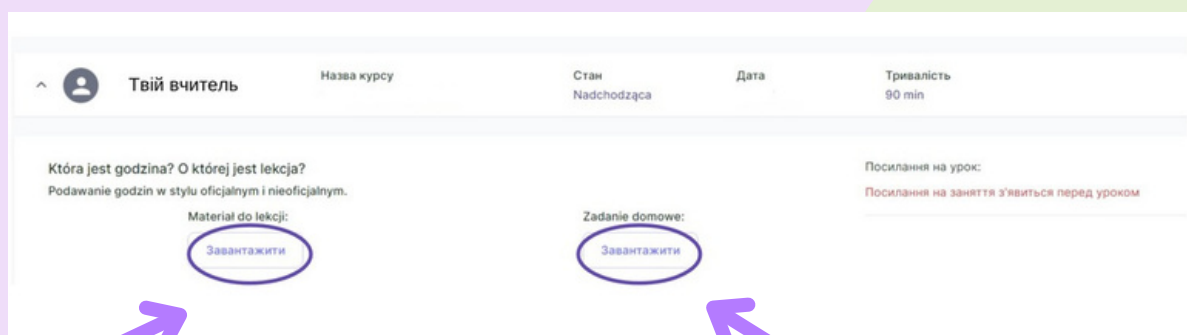 Твій вчитель
Назва курсу
Стан
Nadchodząca
Дата
Тривалість
90 min
Która jest godzina? O której jest lekcja?
Podawanie godzin w stylu oficjalnym i nieoficjalnym.
Materiał do lekcji:
Завантажити
Zadanie domowe:
Завантажити
Посилання на урок:
Посилання на заняття з'явиться перед уроком